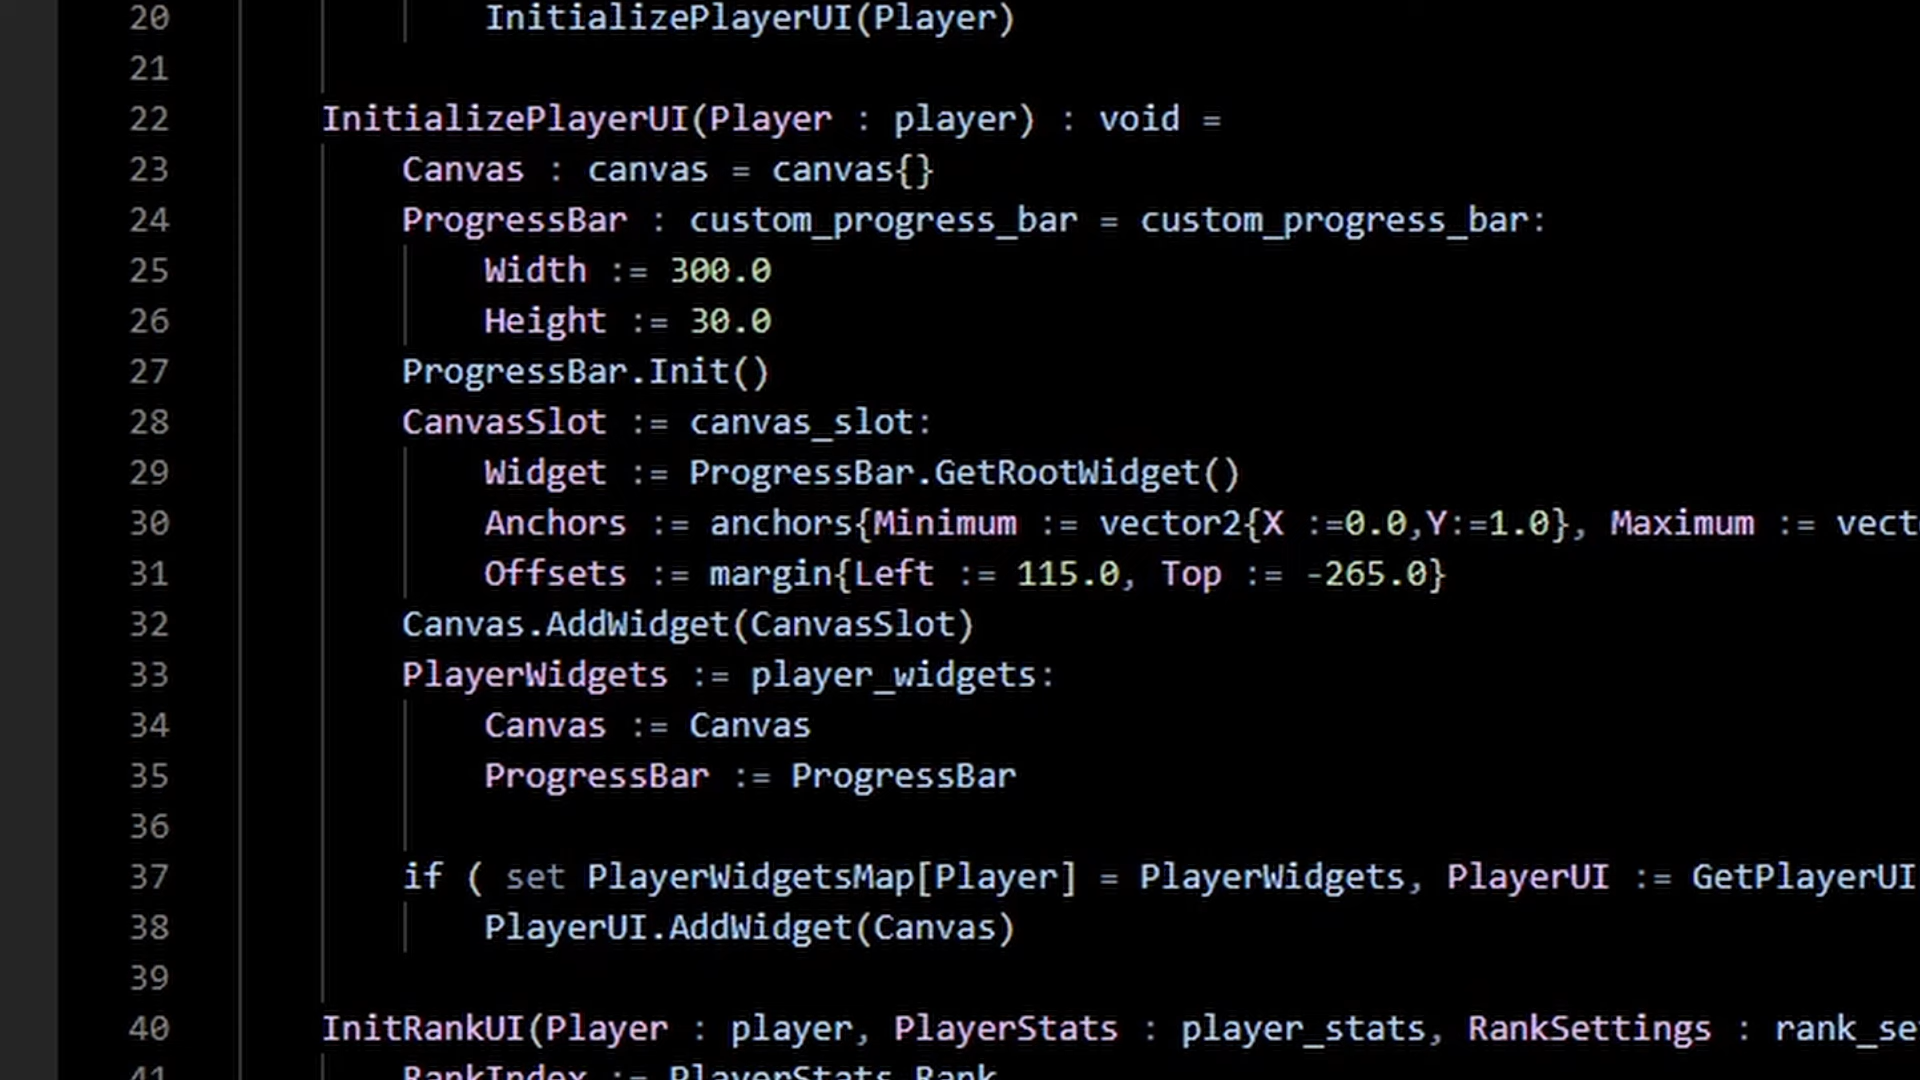 20 InitializePlayerUI(Player)
21
22 InitializePlayerUI(Player : player) : void =
23 Canvas : canvas = canvas{}
24 ProgressBar : custom_progress_bar = custom_progress_bar:
25 Width := 300.0
26 Height := 30.0
27 ProgressBar.Init()
28 CanvasSlot := canvas_slot:
29 Widget := ProgressBar.GetRootWidget()
30 Anchors := anchors{Minimum := vector2{X :=0.0,Y:=1.0}, Maximum := vect
31 Offsets := margin{Left := 115.0, Top := -265.0}
32 Canvas.AddWidget(CanvasSlot)
33 PlayerWidgets := player_widgets:
34 Canvas := Canvas
35 ProgressBar := ProgressBar
36
37 if ( set PlayerWidgetsMap[Player] = PlayerWidgets, PlayerUI := GetPlayerUI
38 PlayerUI.AddWidget(Canvas)
39
40 InitRankUI(Player : player, PlayerStats : player_stats, RankSettings : rank_se
41 RankIndex := PlayerStats.Rank